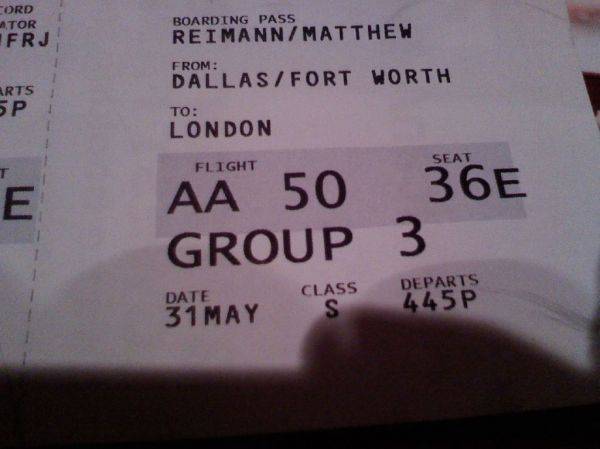 CORD
ATOR
FRJ
ARTS
5P
T
E
BOARDING PASS
REIMANN/MATTHEW
FROM:
DALLAS/FORT WORTH
TO:
LONDON
FLIGHT SEAT
AA 50 36E
GROUP 3
DATE CLASS DEPARTS
31MAY S 445P